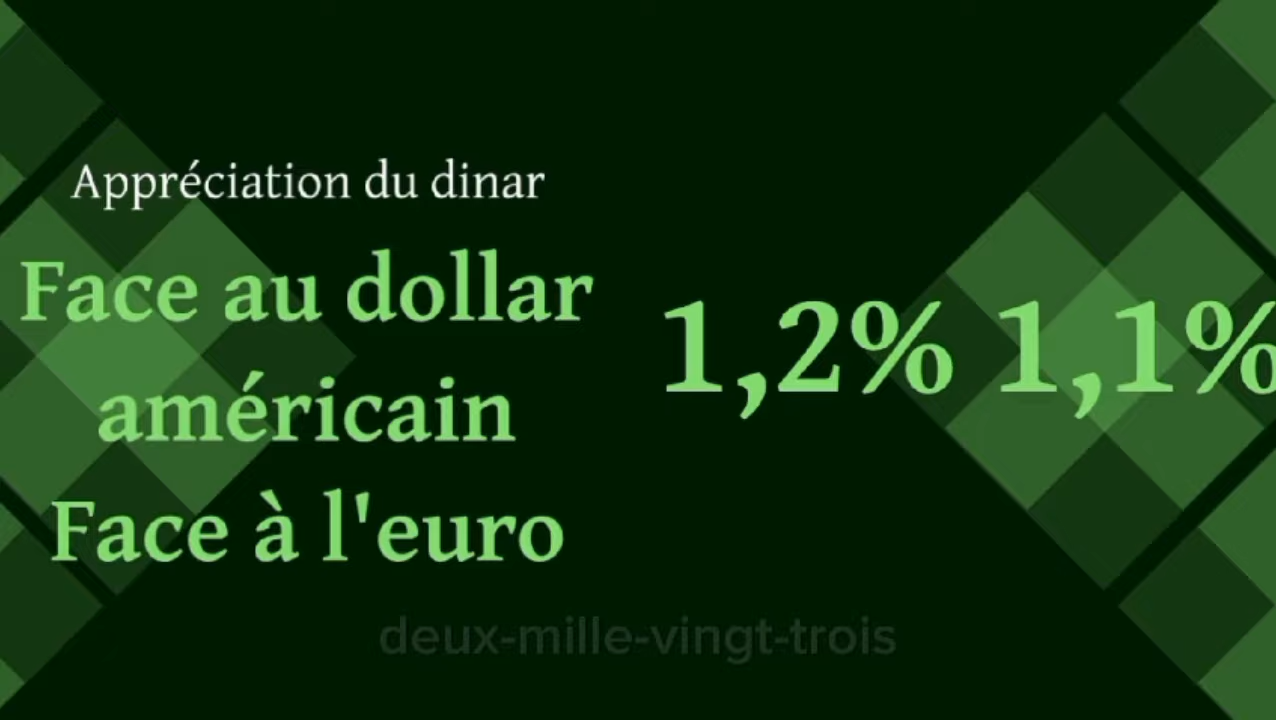 Appréciation du dinar
Face au dollar
américain
Face à l'euro
1,2% 1,1%
deux-mille-vingt-trois